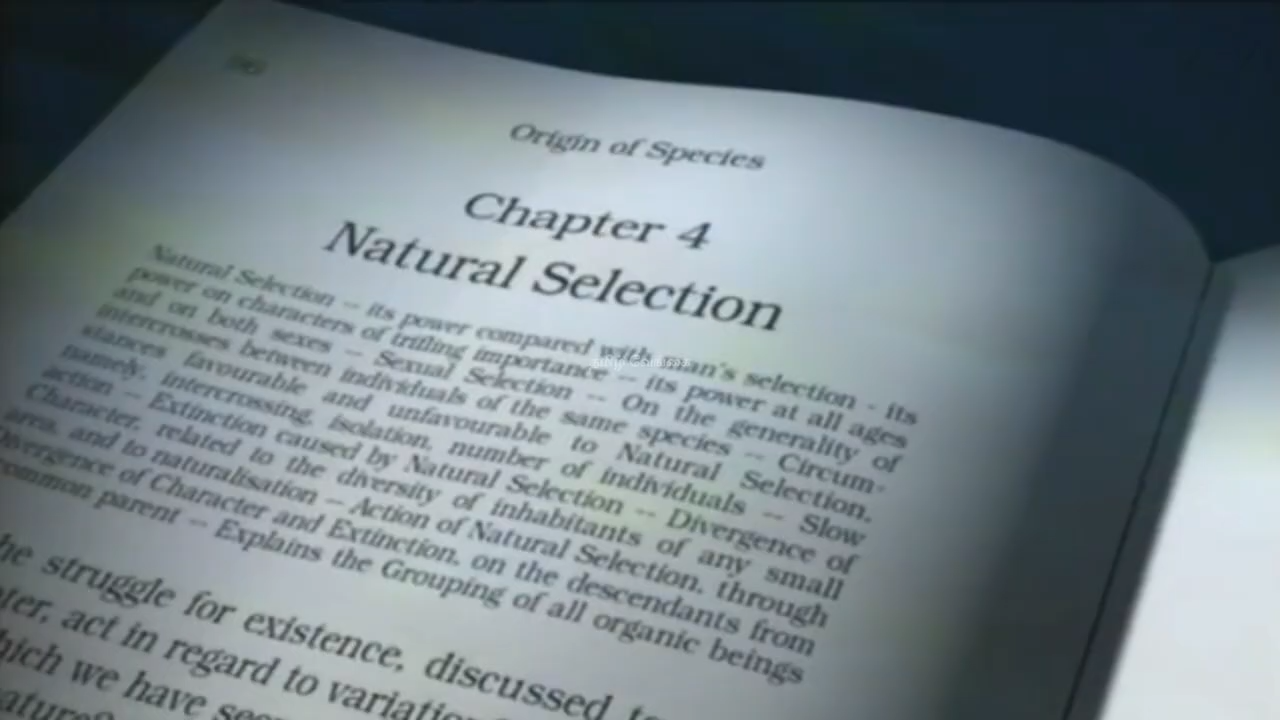 Origin of Species
Chapter 4
Natural Selection
Natural Selection -- its power compared with man's selection - its
power on characters of trifling importance -- its power at all ages
and on both sexes -- Sexual Selection -- On the generality of
intercrosses between individuals of the same species -- Circum-
stances favourable and unfavourable to Natural Selection,
namely, intercrossing, isolation, number of individuals -- Slow
action -- Extinction caused by Natural Selection -- Divergence of
Character, related to the diversity of inhabitants of any small
area, and to naturalisation -- Action of Natural Selection, through
Divergence of Character and Extinction, on the descendants from
common parent -- Explains the Grouping of all organic beings
he struggle for existence, discussed
ter, act in regard to
hich we have
ature?